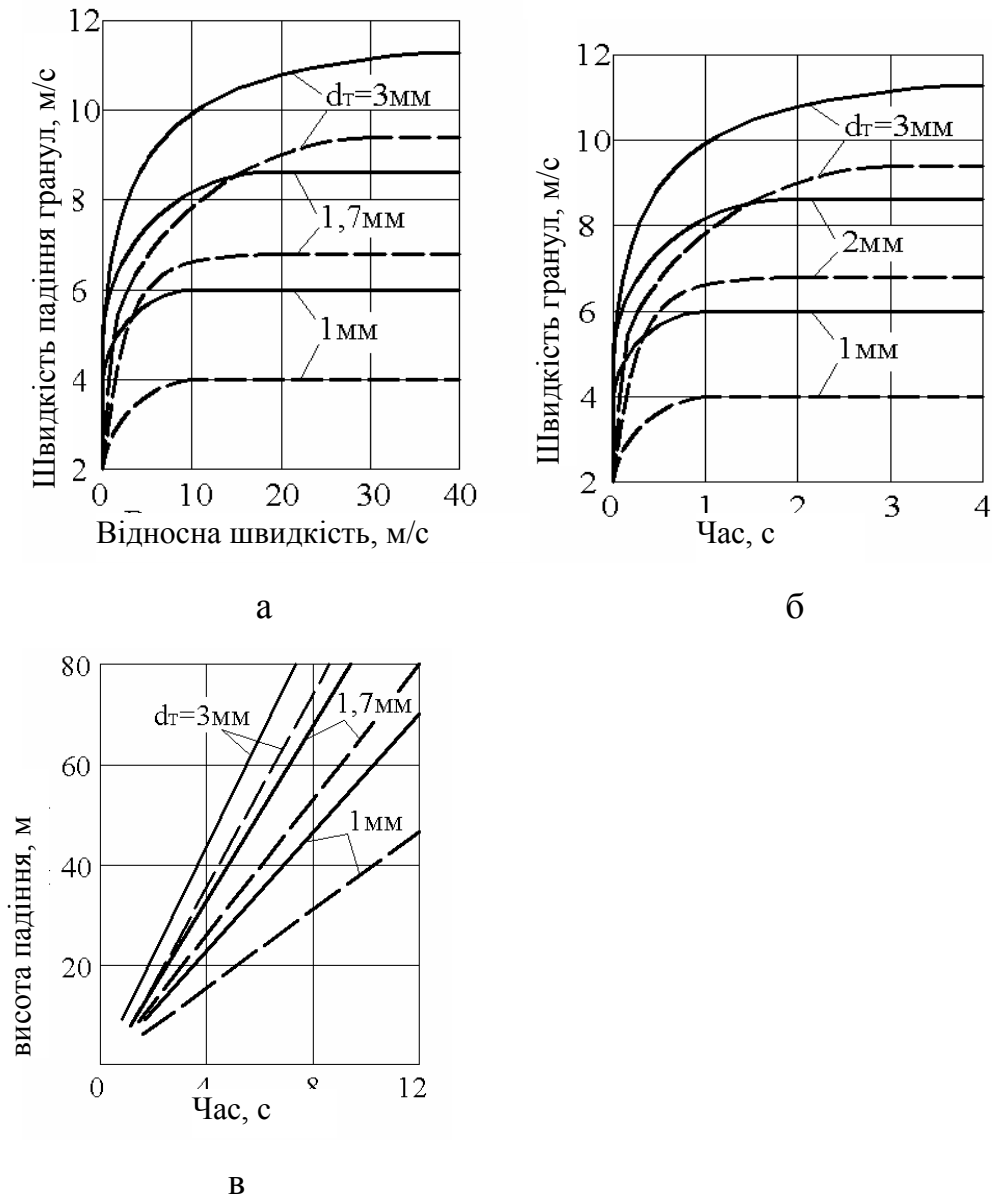 12
10
8
6
4
2
0
10
20
30
40
dт=3мм
1,7мм
1мм
Швидкість падіння гранул, м/с
Відносна швидкість, м/с
а
12
10
8
6
4
2
0
1
2
3
4
dт=3мм
2мм
1мм
Швидкість гранул, м/с
Час, с
б
80
60
40
20
0
4
8
12
dт=3мм
1,7мм
1мм
висота падіння, м
Час, с
в